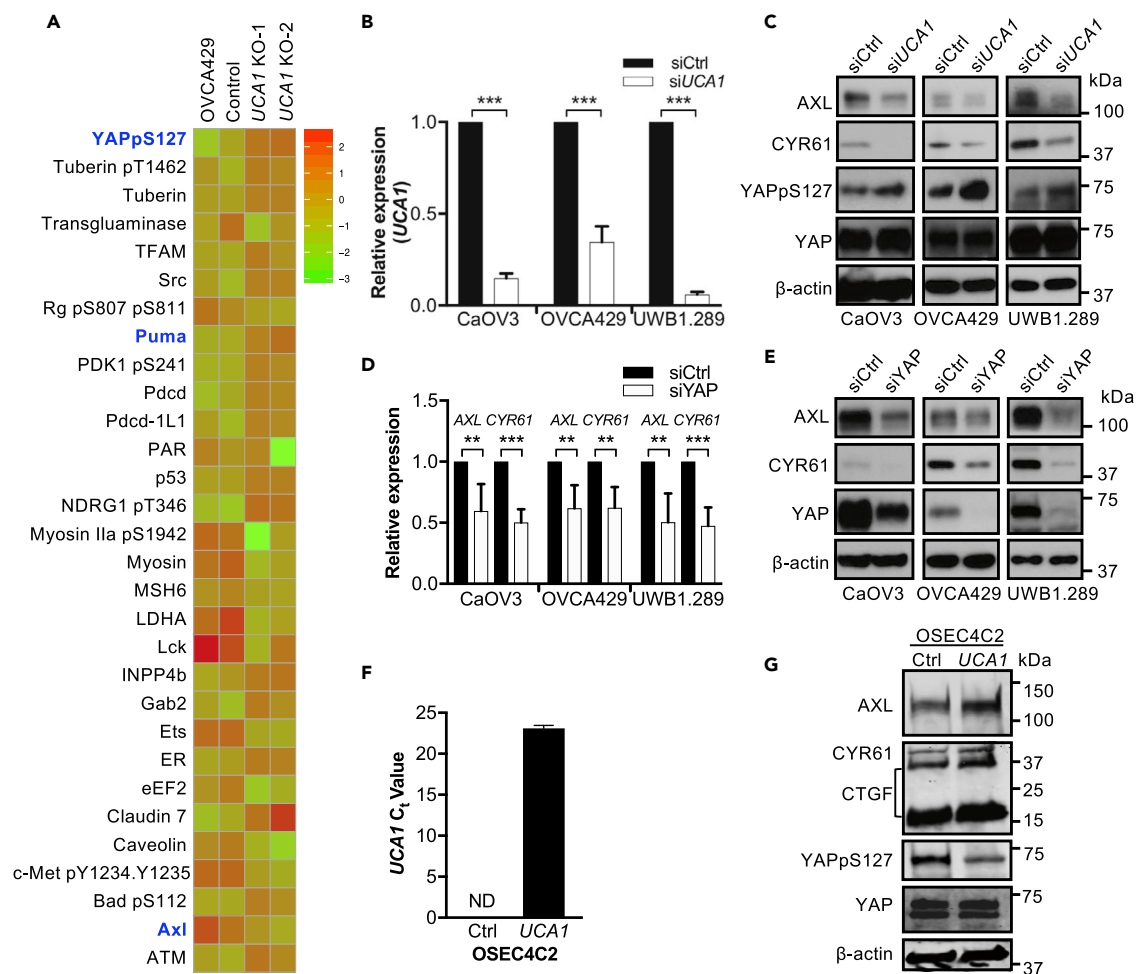 A
OVCA429
Control
UCA1 KO-1
UCA1 KO-2
YAPpS127
Tuberin pT1462
Tuberin
Transgluaminase
TFAM
Src
Rg pS807 pS811
Puma
PDK1 pS241
Pdcd
Pdcd-1L1
PAR
p53
NDRG1 pT346
Myosin IIa pS1942
Myosin
MSH6
LDHA
Lck
INPP4b
Gab2
Ets
ER
eEF2
Claudin 7
Caveolin
c-Met pY1234.Y1235
Bad pS112
Axl
ATM
2
1
0
−1
−2
−3
B
siCtrl
siUCA1
*** *** ***
Relative expression
(UCA1)
1.0
0.5
0.0
CaOV3 OVCA429 UWB1.289
C
siCtrl siUCA1 siCtrl siUCA1 siCtrl siUCA1
kDa
AXL
100
CYR61
37
YAPpS127
75
YAP
75
β-actin
37
CaOV3 OVCA429 UWB1.289
D
siCtrl
siYAP
Relative expression
1.5
1.0
0.5
0.0
AXL CYR61 AXL CYR61 AXL CYR61
** *** ** ** ** ***
CaOV3 OVCA429 UWB1.289
E
siCtrl siYAP siCtrl siYAP siCtrl siYAP
kDa
AXL
100
CYR61
37
YAP
75
β-actin
37
CaOV3 OVCA429 UWB1.289
F
UCA1 Ct Value
25
20
15
10
5
0
ND
Ctrl UCA1
OSEC4C2
G
OSEC4C2
Ctrl UCA1 kDa
AXL
150
100
CYR61
37
CTGF
25
15
YAPpS127
75
YAP
75
β-actin
37